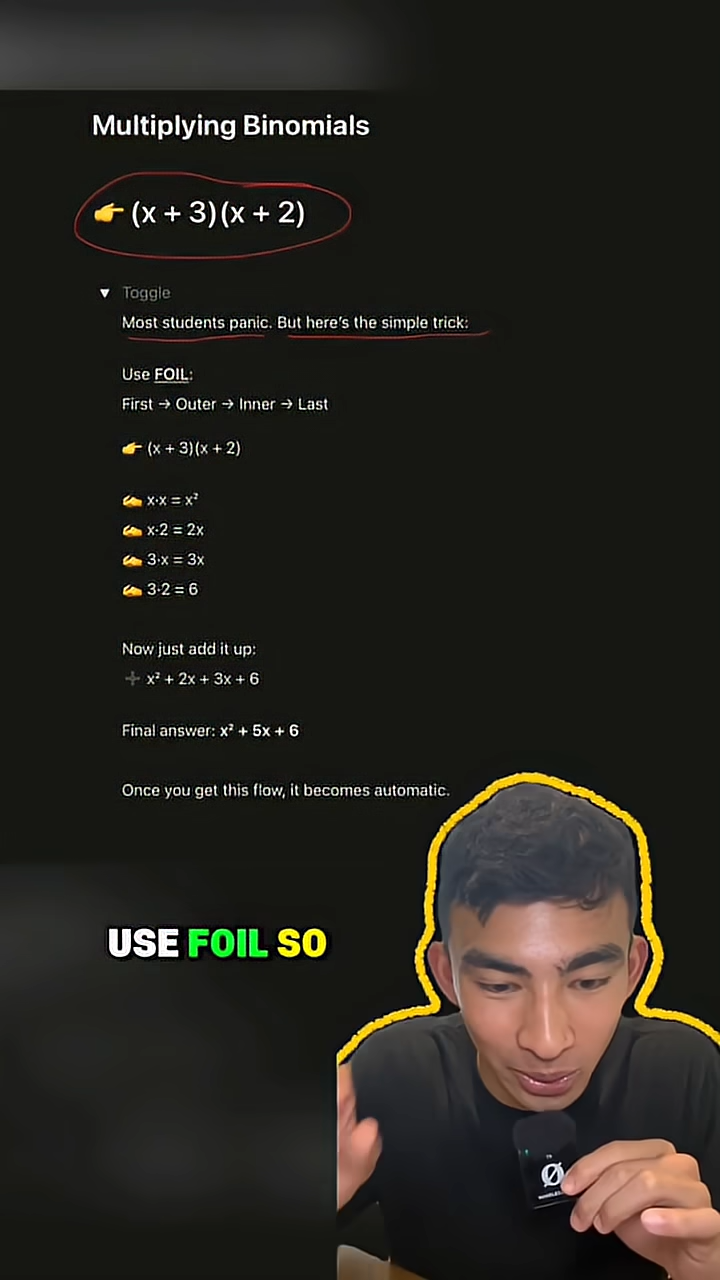 Multiplying Binomials
👉 (x + 3)(x + 2)
▼ Toggle
Most students panic. But here's the simple trick:
Use FOIL:
First → Outer → Inner → Last
👉 (x + 3)(x + 2)
✍️ x·x = x²
✍️ x·2 = 2x
✍️ 3·x = 3x
✍️ 3·2 = 6
Now just add it up:
➕ x² + 2x + 3x + 6
Final answer: x² + 5x + 6
Once you get this flow, it becomes automatic.
USE FOIL SO